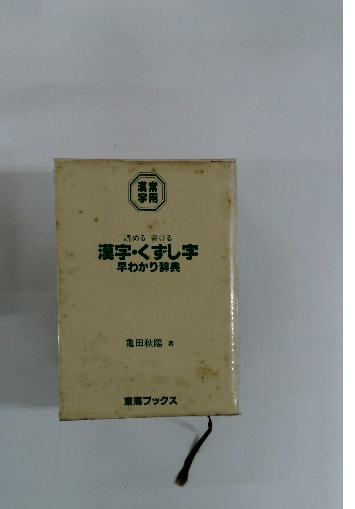 常用
漢字
読める 書ける
漢字・くずし字
早わかり辞典
亀田秋陽 著
東萬ブックス